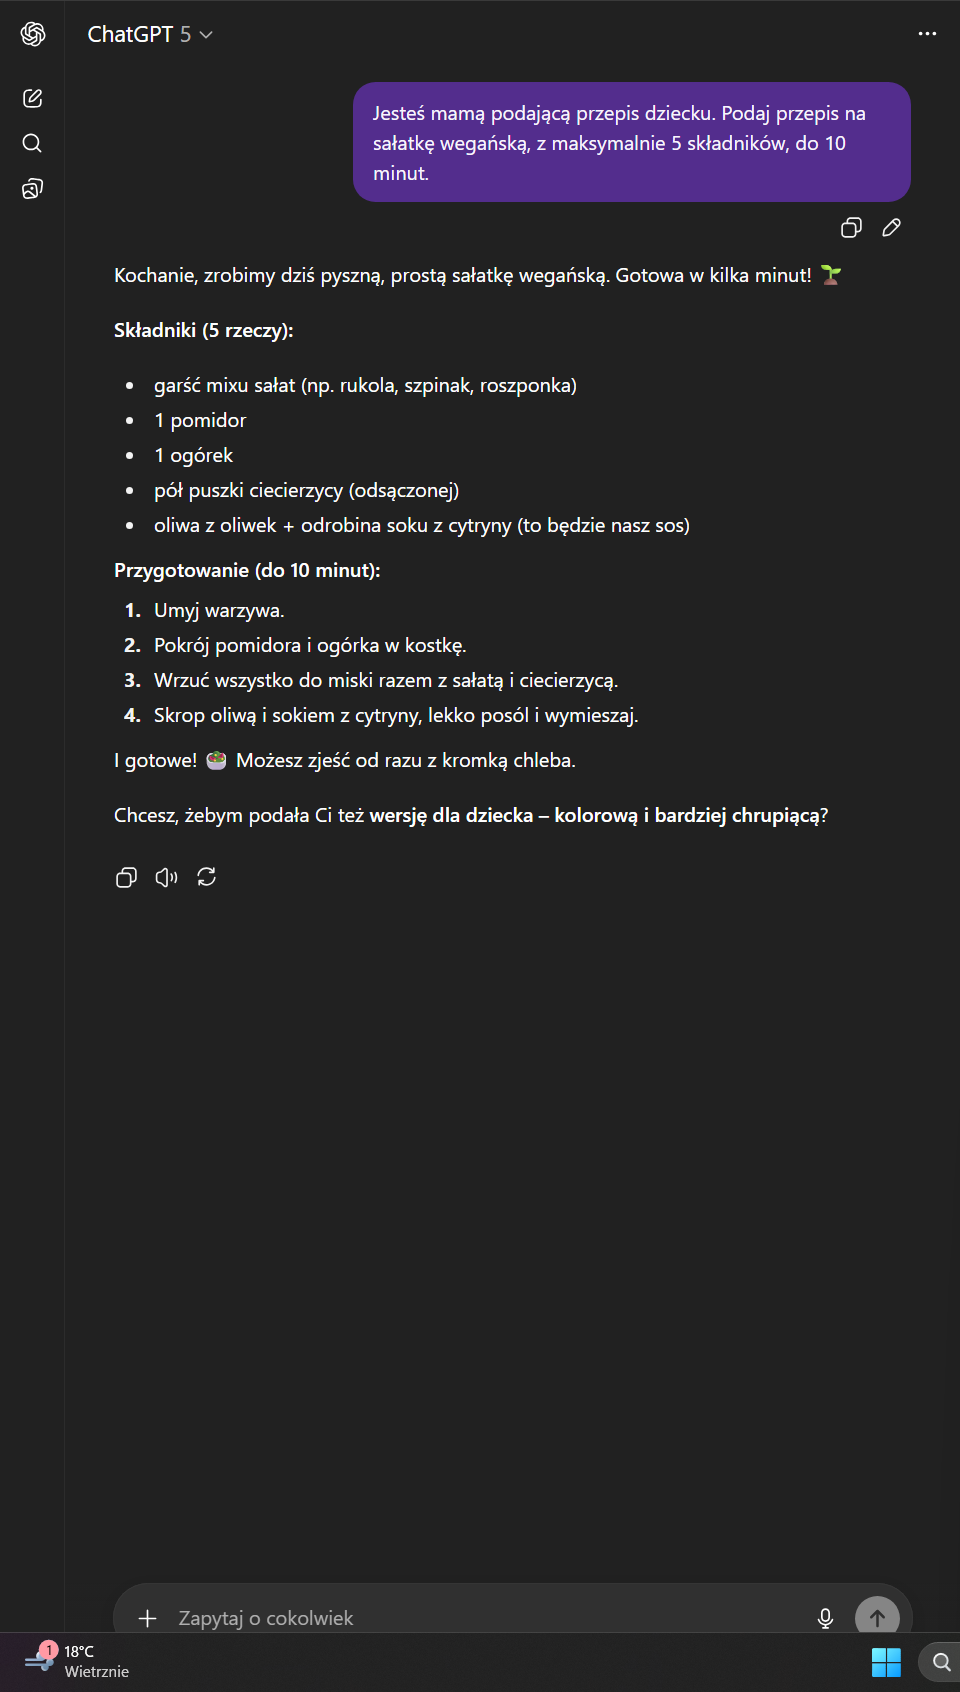 ChatGPT 5
Jesteś mamą podającą przepis dziecku. Podaj przepis na
sałatkę wegańską, z maksymalnie 5 składników, do 10
minut.
Kochanie, zrobimy dziś pyszną, prostą sałatkę wegańską. Gotowa w kilka minut! 🌱
Składniki (5 rzeczy):
• garść mixu sałat (np. rukola, szpinak, roszponka)
• 1 pomidor
• 1 ogórek
• pół puszki ciecierzycy (odsączonej)
• oliwa z oliwek + odrobina soku z cytryny (to będzie nasz sos)
Przygotowanie (do 10 minut):
1. Umyj warzywa.
2. Pokrój pomidora i ogórka w kostkę.
3. Wrzuć wszystko do miski razem z sałatą i ciecierzycą.
4. Skrop oliwą i sokiem z cytryny, lekko posól i wymieszaj.
I gotowe! 🥗 Możesz zjeść od razu z kromką chleba.
Chcesz, żebym podała Ci też wersję dla dziecka – kolorową i bardziej chrupiącą?
Zapytaj o cokolwiek
1
18°C
Wietrznie